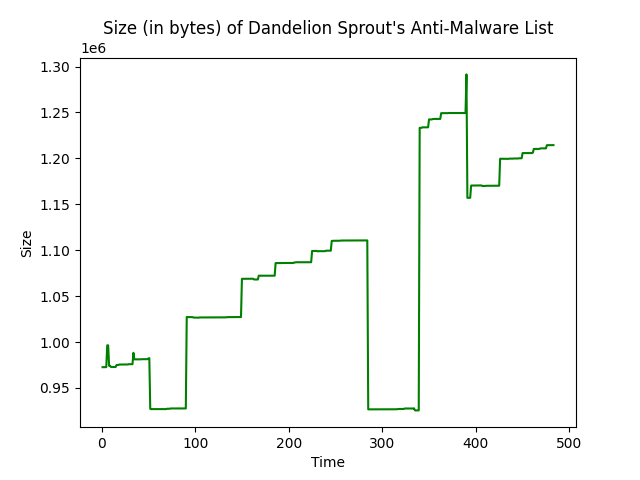 Size (in bytes) of Dandelion Sprout's Anti-Malware List
1e6
1.30
1.25
1.20
1.15
1.10
1.05
1.00
0.95
Size
0 100 200 300 400 500
Time